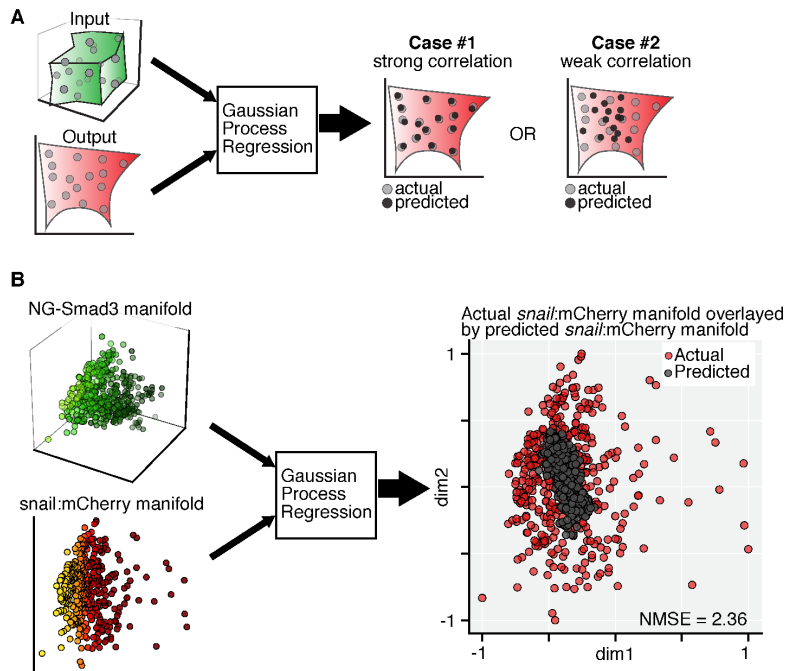 A
Input
Output
Gaussian
Process
Regression
Case #1
strong correlation
actual
predicted
OR
Case #2
weak correlation
actual
predicted
B
NG-Smad3 manifold
snail:mCherry manifold
Gaussian
Process
Regression
Actual snail:mCherry manifold overlayed
by predicted snail:mCherry manifold
Actual
Predicted
1
dim2
-1
NMSE = 2.36
-1
dim1
1